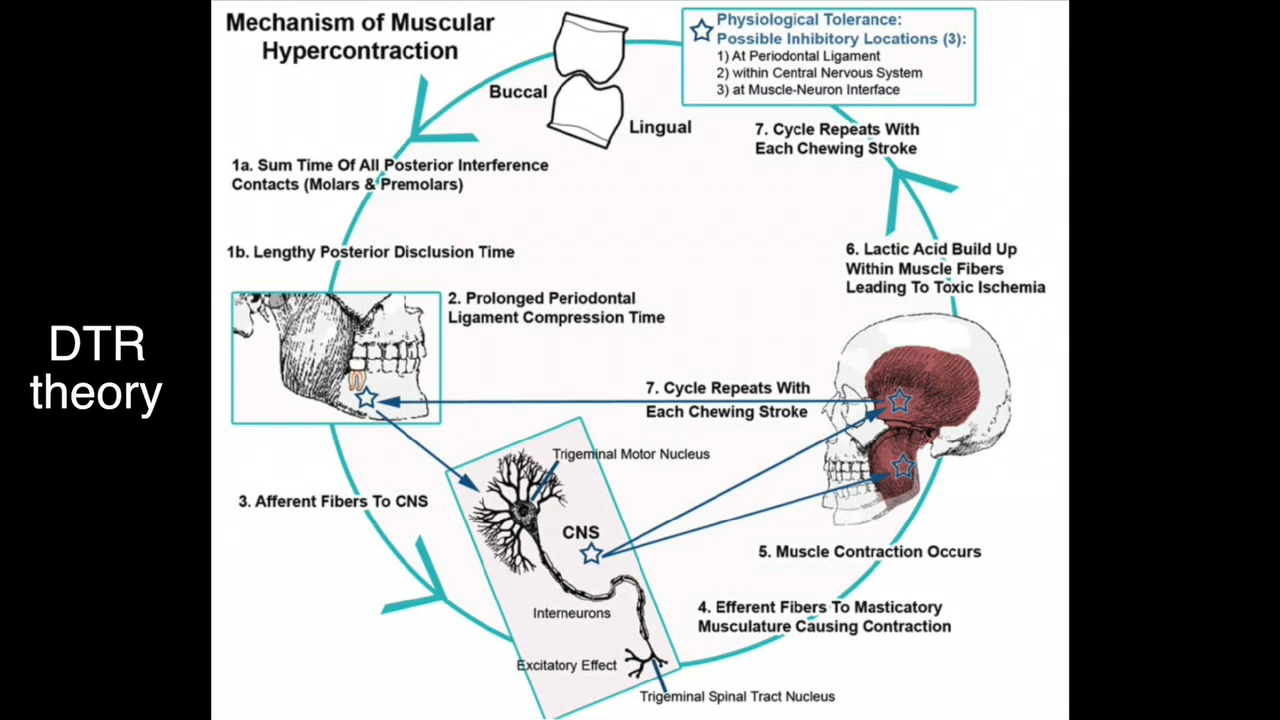 Mechanism of Muscular
Hypercontraction
Physiological Tolerance:
Possible Inhibitory Locations (3):
1) At Periodontal Ligament
2) within Central Nervous System
3) at Muscle-Neuron Interface
Buccal
Lingual
7. Cycle Repeats With
Each Chewing Stroke
1a. Sum Time Of All Posterior Interference
Contacts (Molars & Premolars)
1b. Lengthy Posterior Disclusion Time
6. Lactic Acid Build Up
Within Muscle Fibers
Leading To Toxic Ischemia
2. Prolonged Periodontal
Ligament Compression Time
DTR
theory
7. Cycle Repeats With
Each Chewing Stroke
Trigeminal Motor Nucleus
3. Afferent Fibers To CNS
CNS
5. Muscle Contraction Occurs
Interneurons
4. Efferent Fibers To Masticatory
Musculature Causing Contraction
Excitatory Effect
Trigeminal Spinal Tract Nucleus